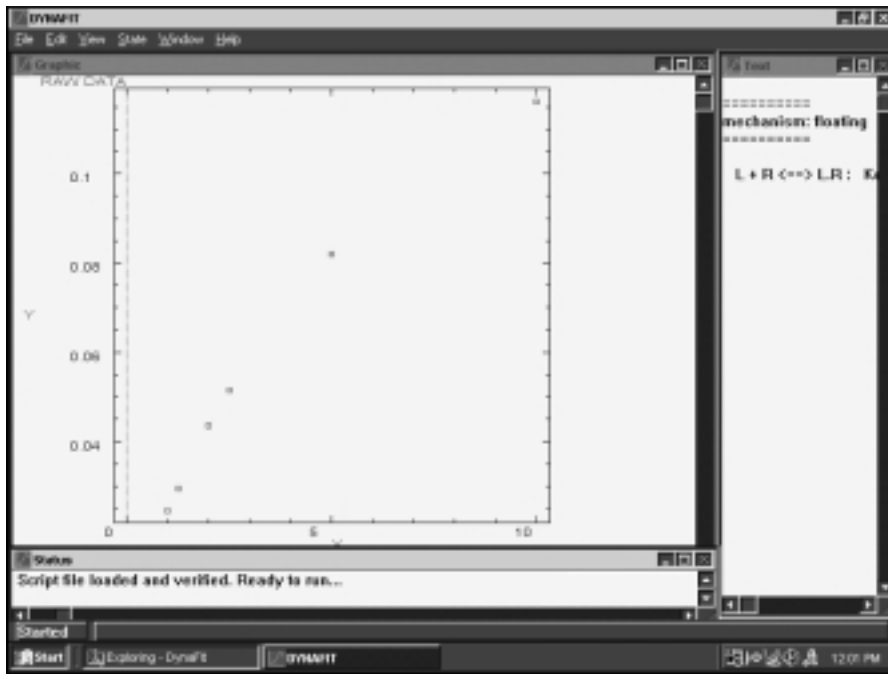 DYNAFIT
File Edit View State Window Help
Graphic
RAW DATA
0.1
0.08
0.06
0.04
Y
0
5
10
X
Text
==========
mechanism: floating
==========
L + R <==> L.R :
Status
Script file loaded and verified. Ready to run...
Started
Start
Exploring - DynaFit
DYNAFIT
12:01 PM